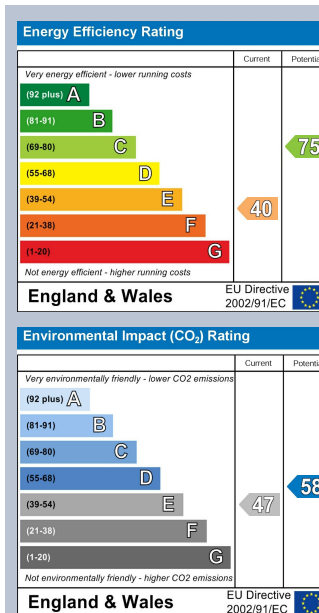 Energy Efficiency Rating
Current Potentia
Very energy efficient - lower running costs
(92 plus) A
(81-91) B
(69-80) C
75
(55-68) D
(39-54) E
40
(21-38) F
(1-20) G
Not energy efficient - higher running costs
England & Wales
EU Directive
2002/91/EC
Environmental Impact (CO2) Rating
Current Potentia
Very environmentally friendly - lower CO2 emissions
(92 plus) A
(81-91) B
(69-80) C
(55-68) D
58
(39-54) E
47
(21-38) F
(1-20) G
Not environmentally friendly - higher CO2 emissions
England & Wales
EU Directive
2002/91/EC